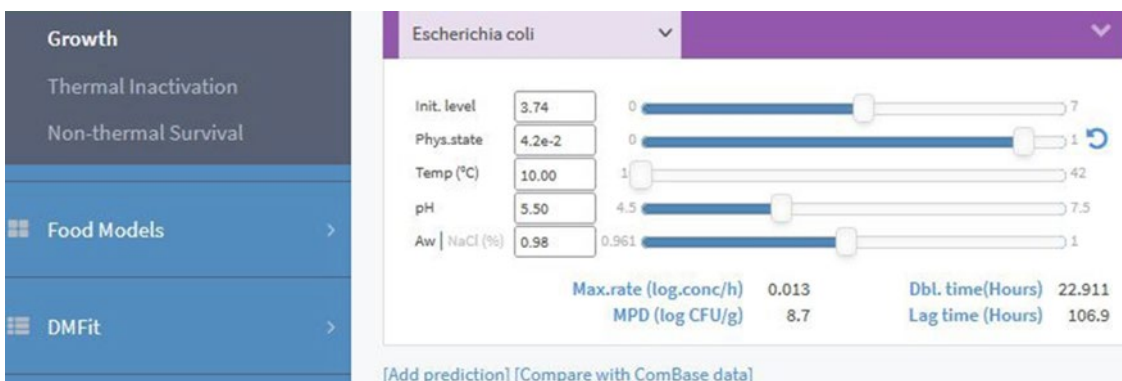 Growth
Thermal Inactivation
Non-thermal Survival
Food Models
DMFit
Escherichia coli
Init. level 3.74 0 7
Phys.state 4.2e-2 0 1
Temp (°C) 10.00 1 42
pH 5.50 4.5 7.5
Aw | NaCl (%) 0.98 0.961 1
Max.rate (log.conc/h) 0.013 Dbl. time(Hours) 22.911
MPD (log CFU/g) 8.7 Lag time (Hours) 106.9
[Add prediction] [Compare with ComBase data]